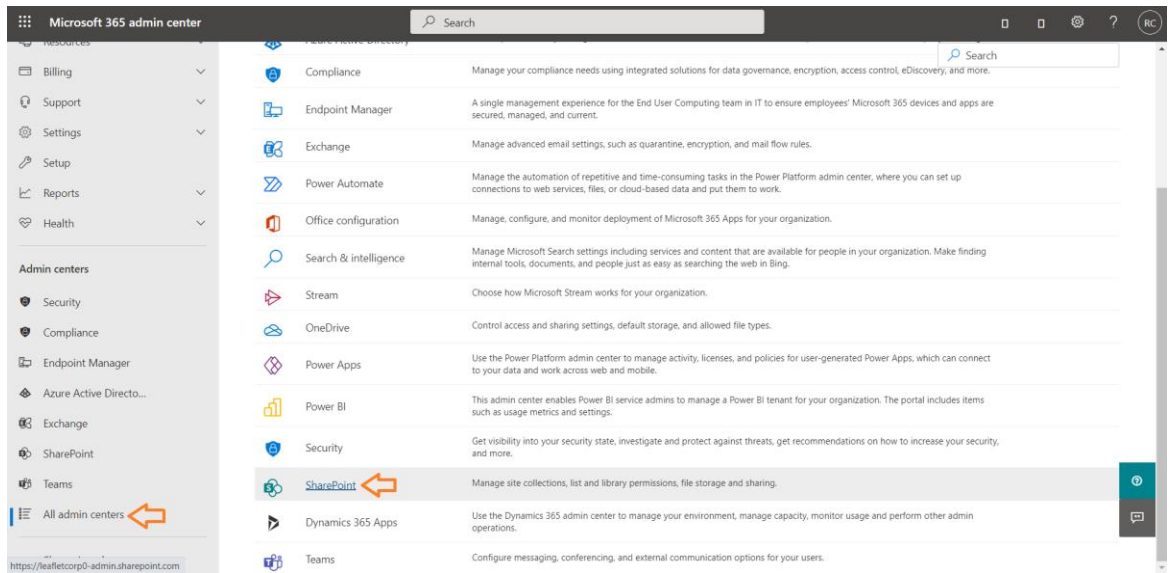 Microsoft 365 admin center
Search
RC
Resources
Billing
Support
Settings
Setup
Reports
Health
Admin centers
Security
Compliance
Endpoint Manager
Azure Active Directo...
Exchange
SharePoint
Teams
All admin centers
https://leafletcorp0-admin.sharepoint.com
Search
Azure Active Directory
Compliance
Manage your compliance needs using integrated solutions for data governance, encryption, access control, eDiscovery, and more.
Endpoint Manager
A single management experience for the End User Computing team in IT to ensure employees' Microsoft 365 devices and apps are
secured, managed, and current.
Exchange
Manage advanced email settings, such as quarantine, encryption, and mail flow rules.
Power Automate
Manage the automation of repetitive and time-consuming tasks in the Power Platform admin center, where you can set up
connections to web services, files, or cloud-based data and put them to work.
Office configuration
Manage, configure, and monitor deployment of Microsoft 365 Apps for your organization.
Search & intelligence
Manage Microsoft Search settings including services and content that are available for people in your organization. Make finding
internal tools, documents, and people just as easy as searching the web in Bing.
Stream
Choose how Microsoft Stream works for your organization.
OneDrive
Control access and sharing settings, default storage, and allowed file types.
Power Apps
Use the Power Platform admin center to manage activity, licenses, and policies for user-generated Power Apps, which can connect
to your data and work across web and mobile.
Power BI
This admin center enables Power BI service admins to manage a Power BI tenant for your organization. The portal includes items
such as usage metrics and settings.
Security
Get visibility into your security state, investigate and protect against threats, get recommendations on how to increase your security,
and more.
SharePoint
Manage site collections, list and library permissions, file storage and sharing.
Dynamics 365 Apps
Use the Dynamics 365 admin center to manage your environment, manage capacity, monitor usage and perform other admin
operations.
Teams
Configure messaging, conferencing, and external communication options for your users.